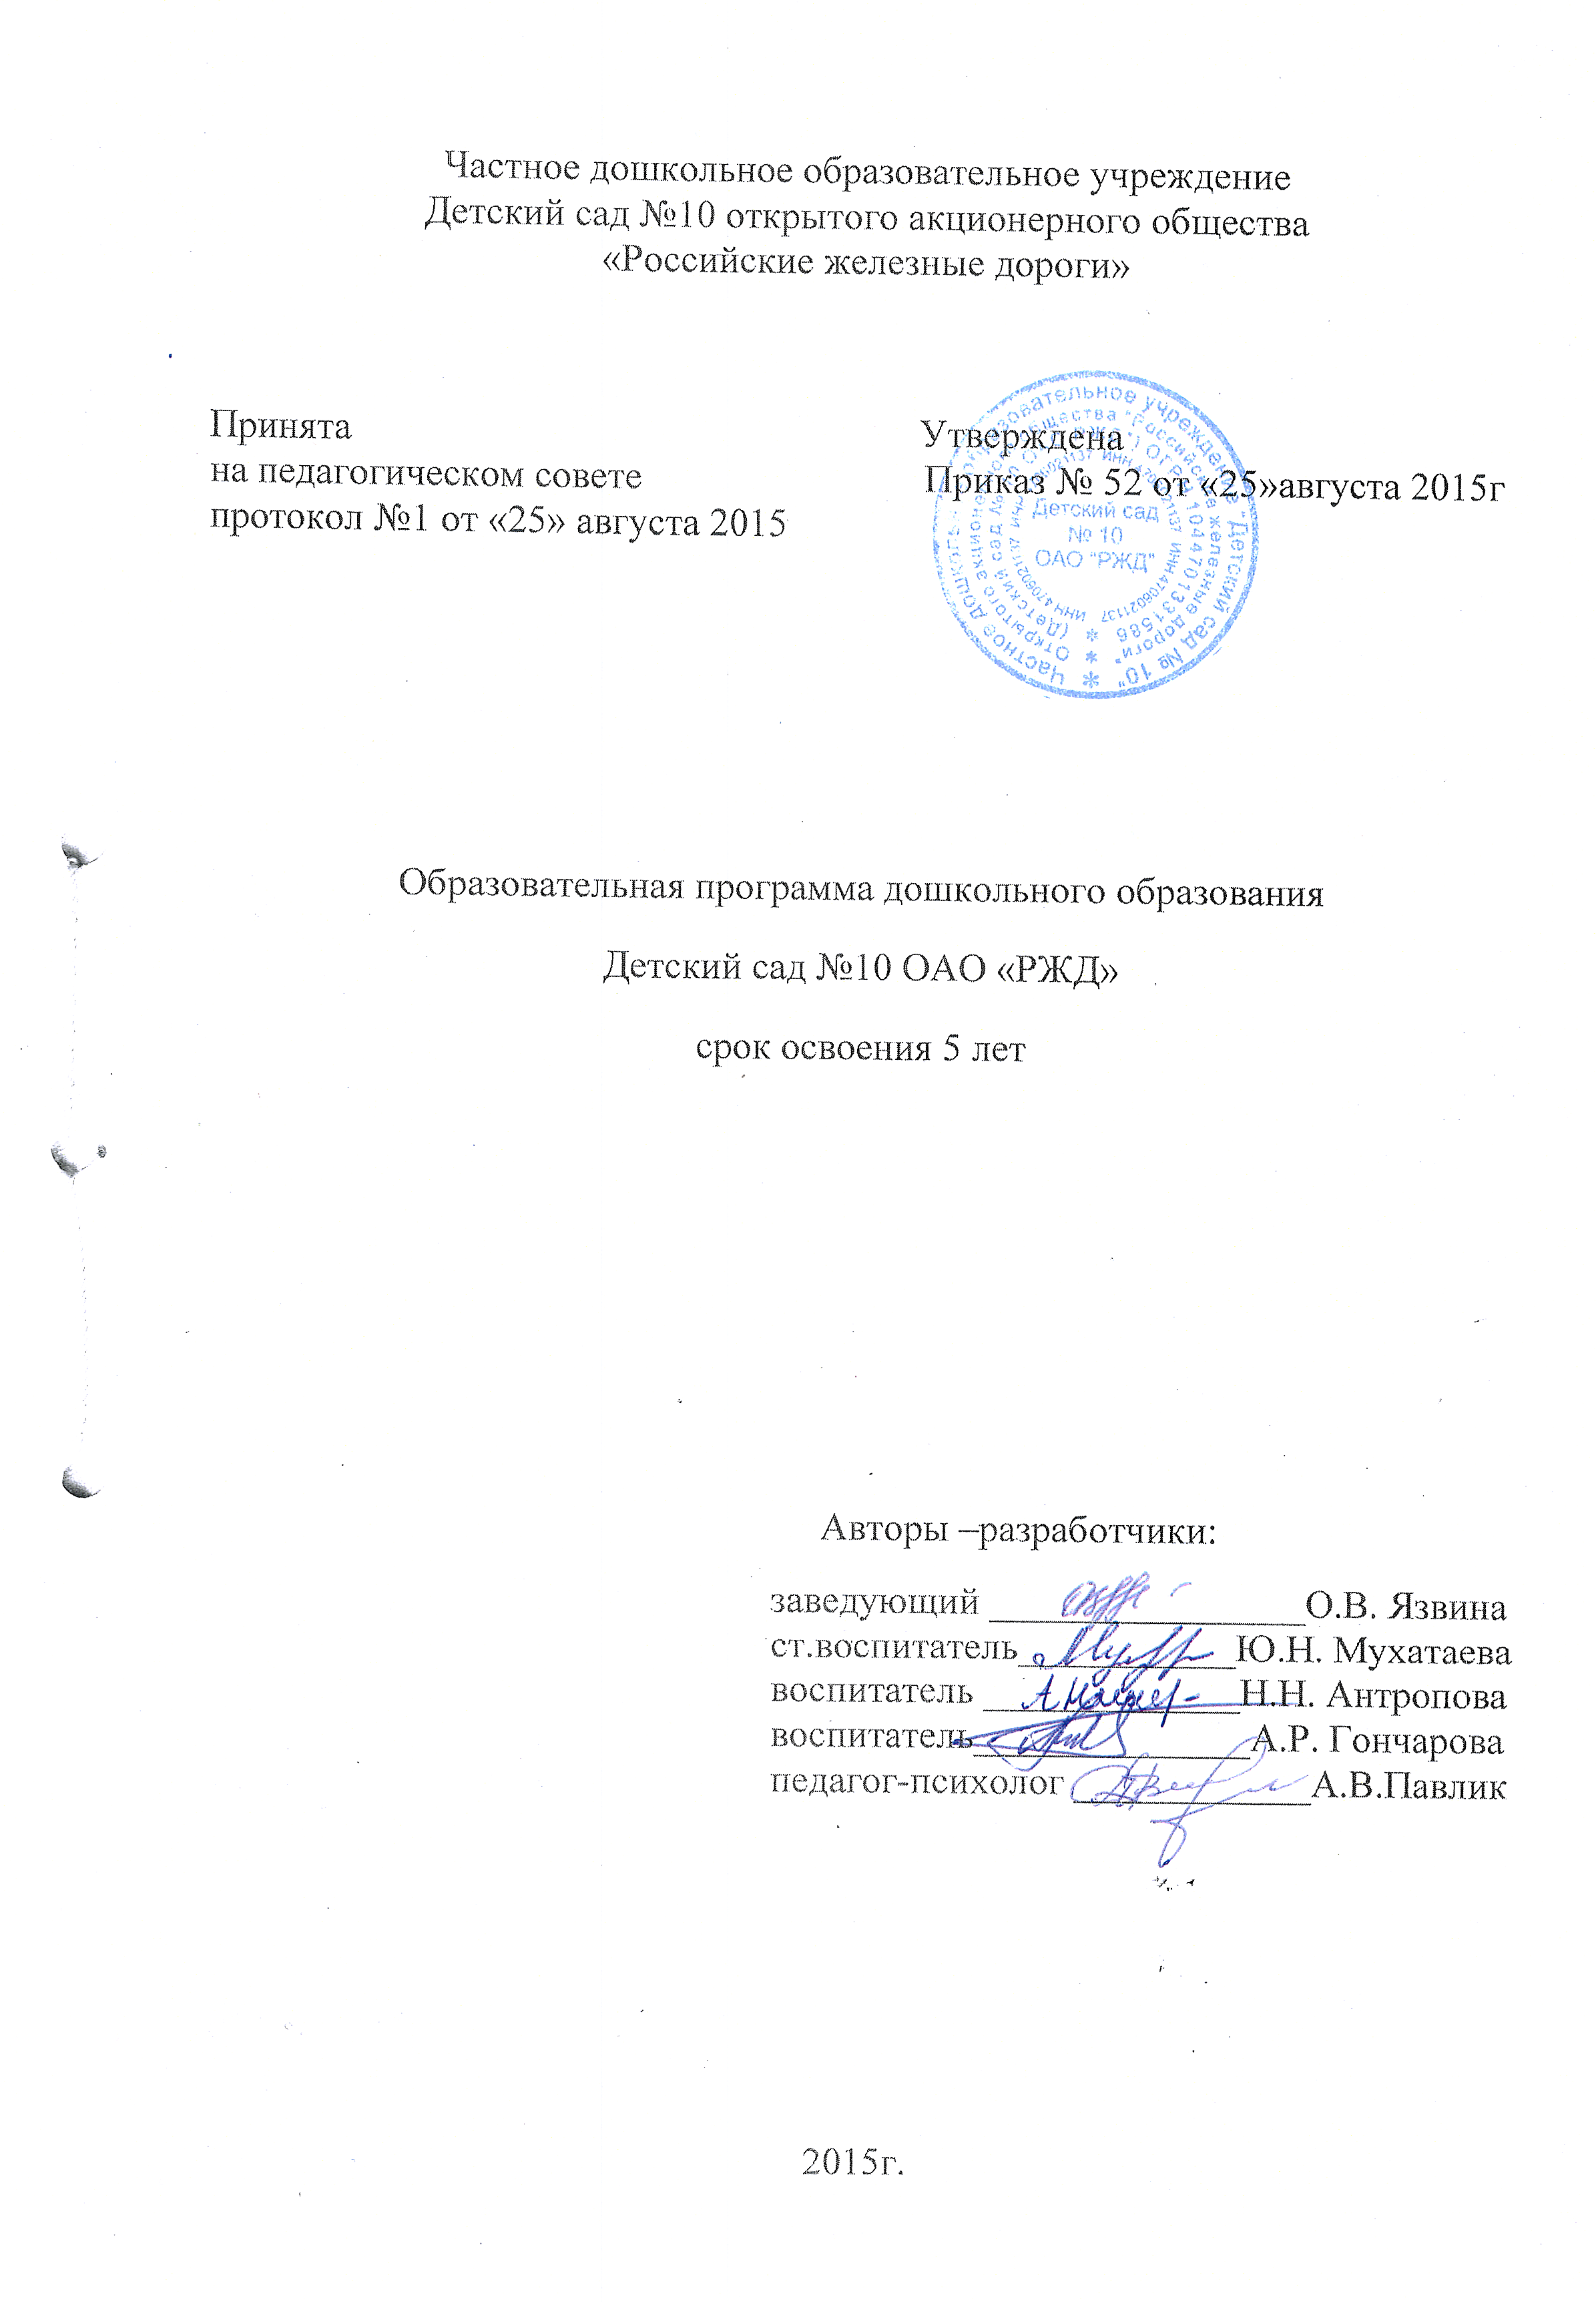 Частное дошкольное образовательное учреждение
Детский сад №10 открытого акционерного общества
«Российские железные дороги»
Принята
на педагогическом совете
протокол №1 от «25» августа 2015
Утверждена
Приказ № 52 от «25»августа 2015г
Детский сад
№ 10
ОАО "РЖД"
Образовательная программа дошкольного образования
Детский сад №10 ОАО «РЖД»
срок освоения 5 лет
Авторы –разработчики:
заведующий О.В. Язвина
ст.воспитатель Ю.Н. Мухатаева
воспитатель Н.Н. Антропова
воспитатель А.Р. Гончарова
педагог-психолог А.В.Павлик
2015г.